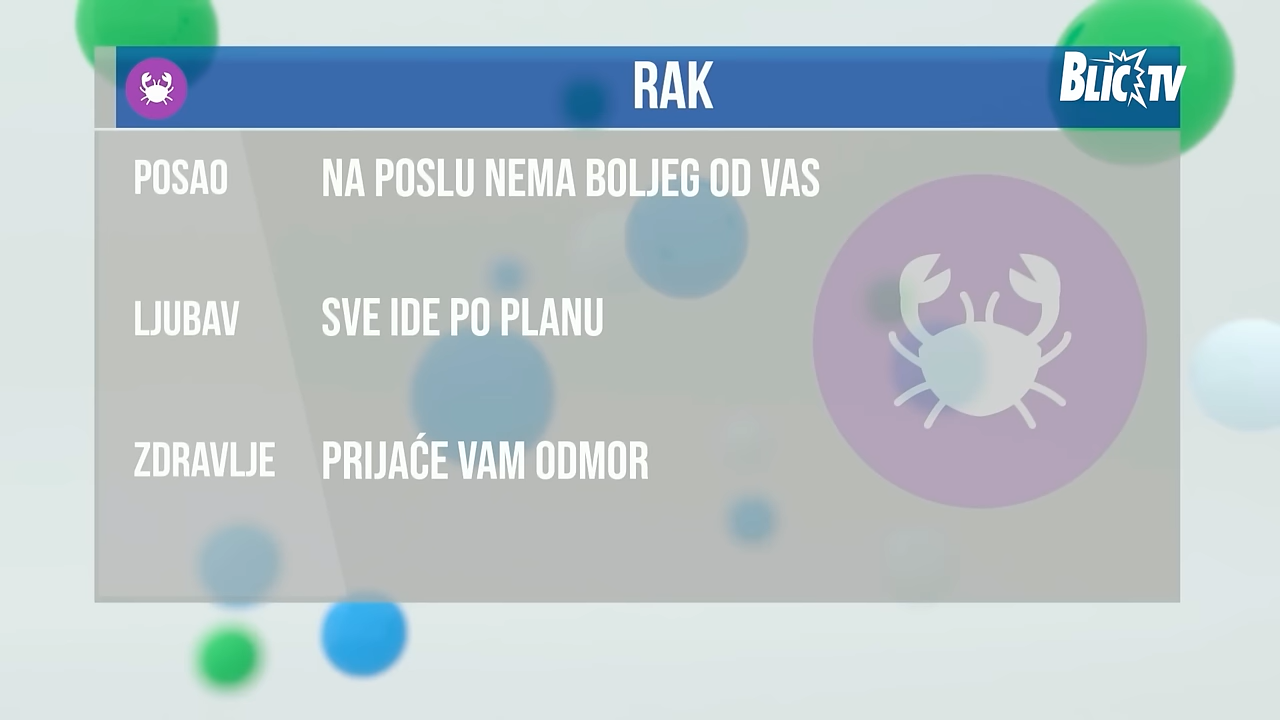 RAK
BLIC TV
POSAO NA POSLU NEMA BOLJEG OD VAS
LJUBAV SVE IDE PO PLANU
ZDRAVLJE PRIJAĆE VAM ODMOR